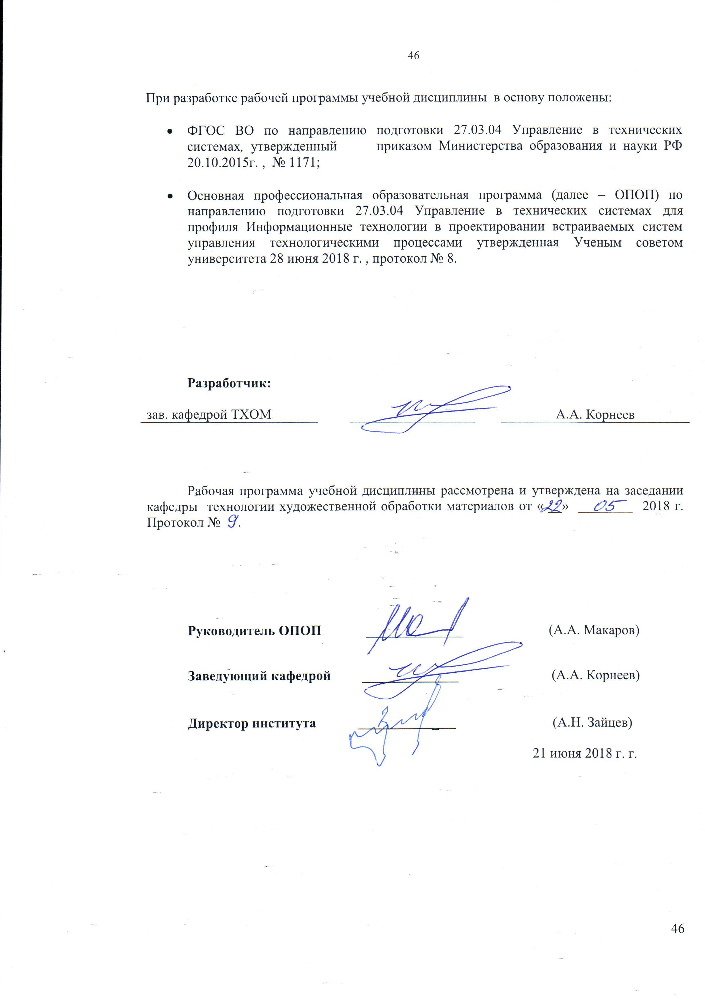 46
При разработке рабочей программы учебной дисциплины в основу положены:
• ФГОС ВО по направлению подготовки 27.03.04 Управление в технических
системах, утвержденный приказом Министерства образования и науки РФ
20.10.2015г. , № 1171;
• Основная профессиональная образовательная программа (далее – ОПОП) по
направлению подготовки 27.03.04 Управление в технических системах для
профиля Информационные технологии в проектировании встраиваемых систем
управления технологическими процессами утвержденная Ученым советом
университета 28 июня 2018 г. , протокол № 8.
Разработчик:
зав. кафедрой ТХОМ А.А. Корнеев
Рабочая программа учебной дисциплины рассмотрена и утверждена на заседании
кафедры технологии художественной обработки материалов от «22» 05 2018 г.
Протокол № 9.
Руководитель ОПОП (А.А. Макаров)
Заведующий кафедрой (А.А. Корнеев)
Директор института (А.Н. Зайцев)
21 июня 2018 г. г.
46